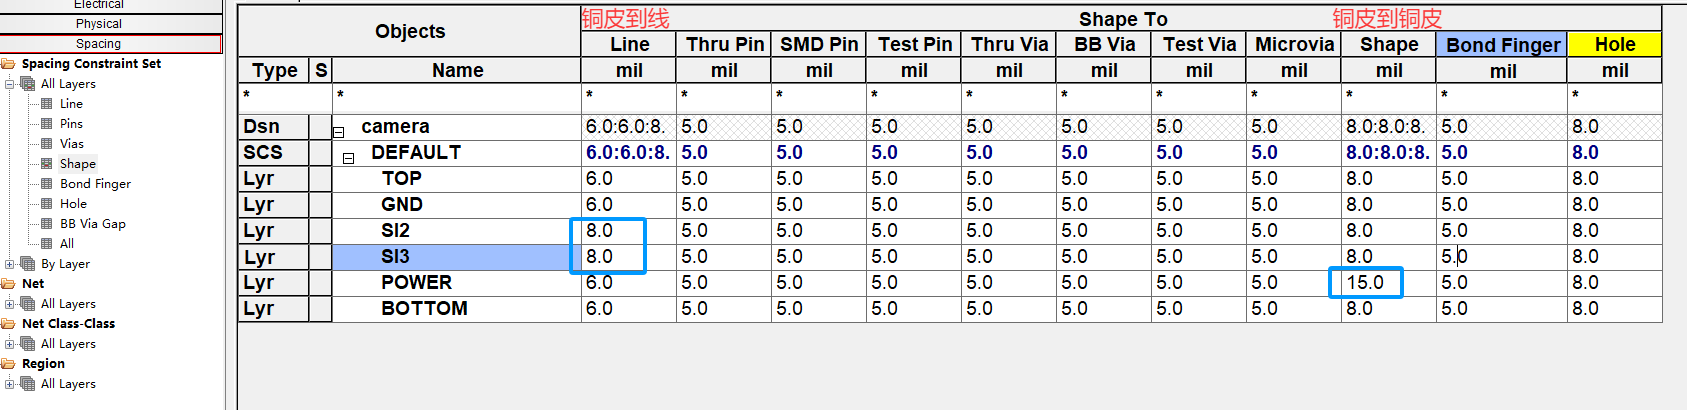 Electrical
Physical
Spacing
Spacing Constraint Set
All Layers
Line
Pins
Vias
Shape
Bond Finger
Hole
BB Via Gap
All
By Layer
Net
All Layers
Net Class-Class
All Layers
Region
All Layers
铜皮到线 Shape To 铜皮到铜皮
Objects
Line Thru Pin SMD Pin Test Pin Thru Via BB Via Test Via Microvia Shape Bond Finger Hole
Type S Name mil mil mil mil mil mil mil mil mil mil mil
* * * * * * * * * * * * *
Dsn camera 6.0:6.0:8. 5.0 5.0 5.0 5.0 5.0 5.0 5.0 8.0:8.0:8. 5.0 8.0
SCS DEFAULT 6.0:6.0:8. 5.0 5.0 5.0 5.0 5.0 5.0 5.0 8.0:8.0:8. 5.0 8.0
Lyr TOP 6.0 5.0 5.0 5.0 5.0 5.0 5.0 5.0 8.0 5.0 8.0
Lyr GND 6.0 5.0 5.0 5.0 5.0 5.0 5.0 5.0 8.0 5.0 8.0
Lyr SI2 8.0 5.0 5.0 5.0 5.0 5.0 5.0 5.0 8.0 5.0 8.0
Lyr SI3 8.0 5.0 5.0 5.0 5.0 5.0 5.0 5.0 8.0 5.0 8.0
Lyr POWER 6.0 5.0 5.0 5.0 5.0 5.0 5.0 5.0 15.0 5.0 8.0
Lyr BOTTOM 6.0 5.0 5.0 5.0 5.0 5.0 5.0 5.0 8.0 5.0 8.0